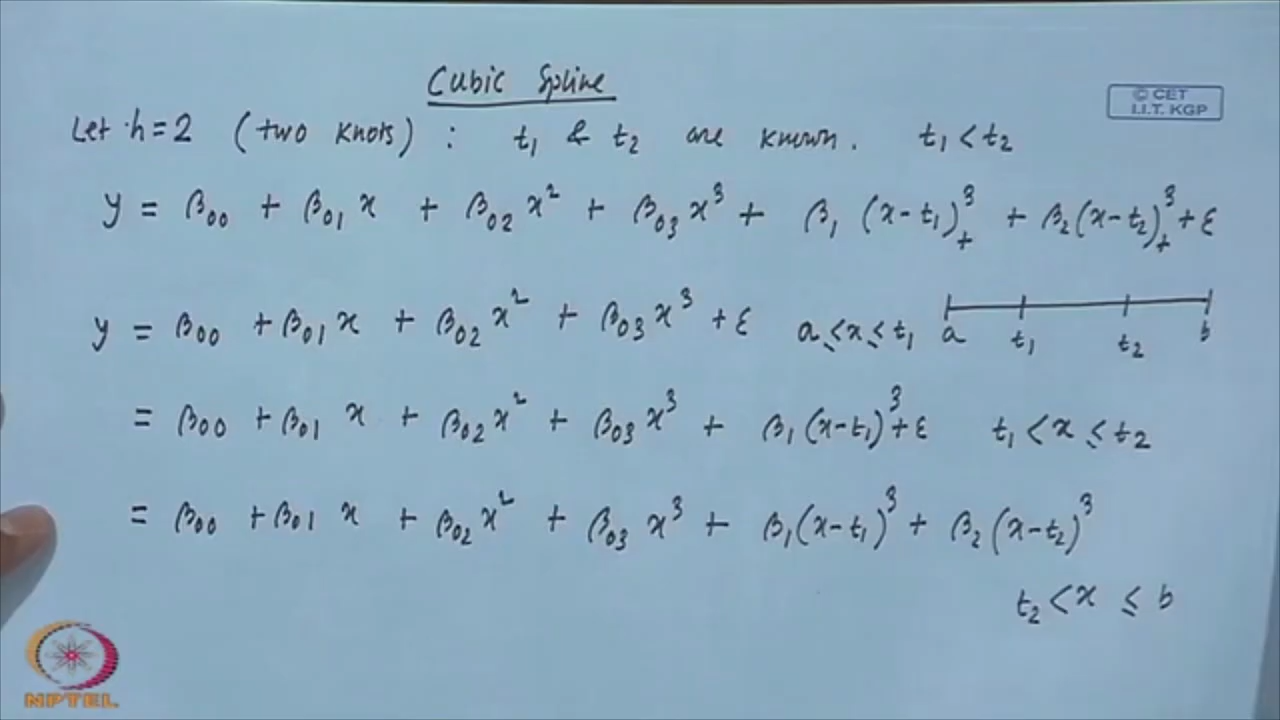 Cubic Spline
© CET
I.I.T. KGP
Let h=2 (two knots) : t₁ & t₂ are known. t₁ < t₂
y = β₀₀ + β₀₁ x + β₀₂ x² + β₀₃ x³ + β₁ (x-t₁)³₊ + β₂ (x-t₂)³₊ + ε
y = β₀₀ + β₀₁ x + β₀₂ x² + β₀₃ x³ + ε a ≤ x ≤ t₁
a t₁ t₂ b
= β₀₀ + β₀₁ x + β₀₂ x² + β₀₃ x³ + β₁ (x-t₁)³ + ε t₁ < x ≤ t₂
= β₀₀ + β₀₁ x + β₀₂ x² + β₀₃ x³ + β₁ (x-t₁)³ + β₂ (x-t₂)³
t₂ < x ≤ b
NPTEL